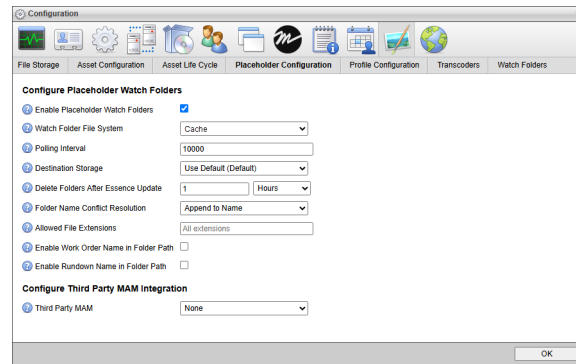 Configuration
File Storage Asset Configuration Asset Life Cycle Placeholder Configuration Profile Configuration Transcoders Watch Folders
Configure Placeholder Watch Folders
Enable Placeholder Watch Folders
Watch Folder File System Cache
Polling Interval 10000
Destination Storage Use Default (Default)
Delete Folders After Essence Update 1 Hours
Folder Name Conflict Resolution Append to Name
Allowed File Extensions All extensions
Enable Work Order Name in Folder Path
Enable Rundown Name in Folder Path
Configure Third Party MAM Integration
Third Party MAM None
OK